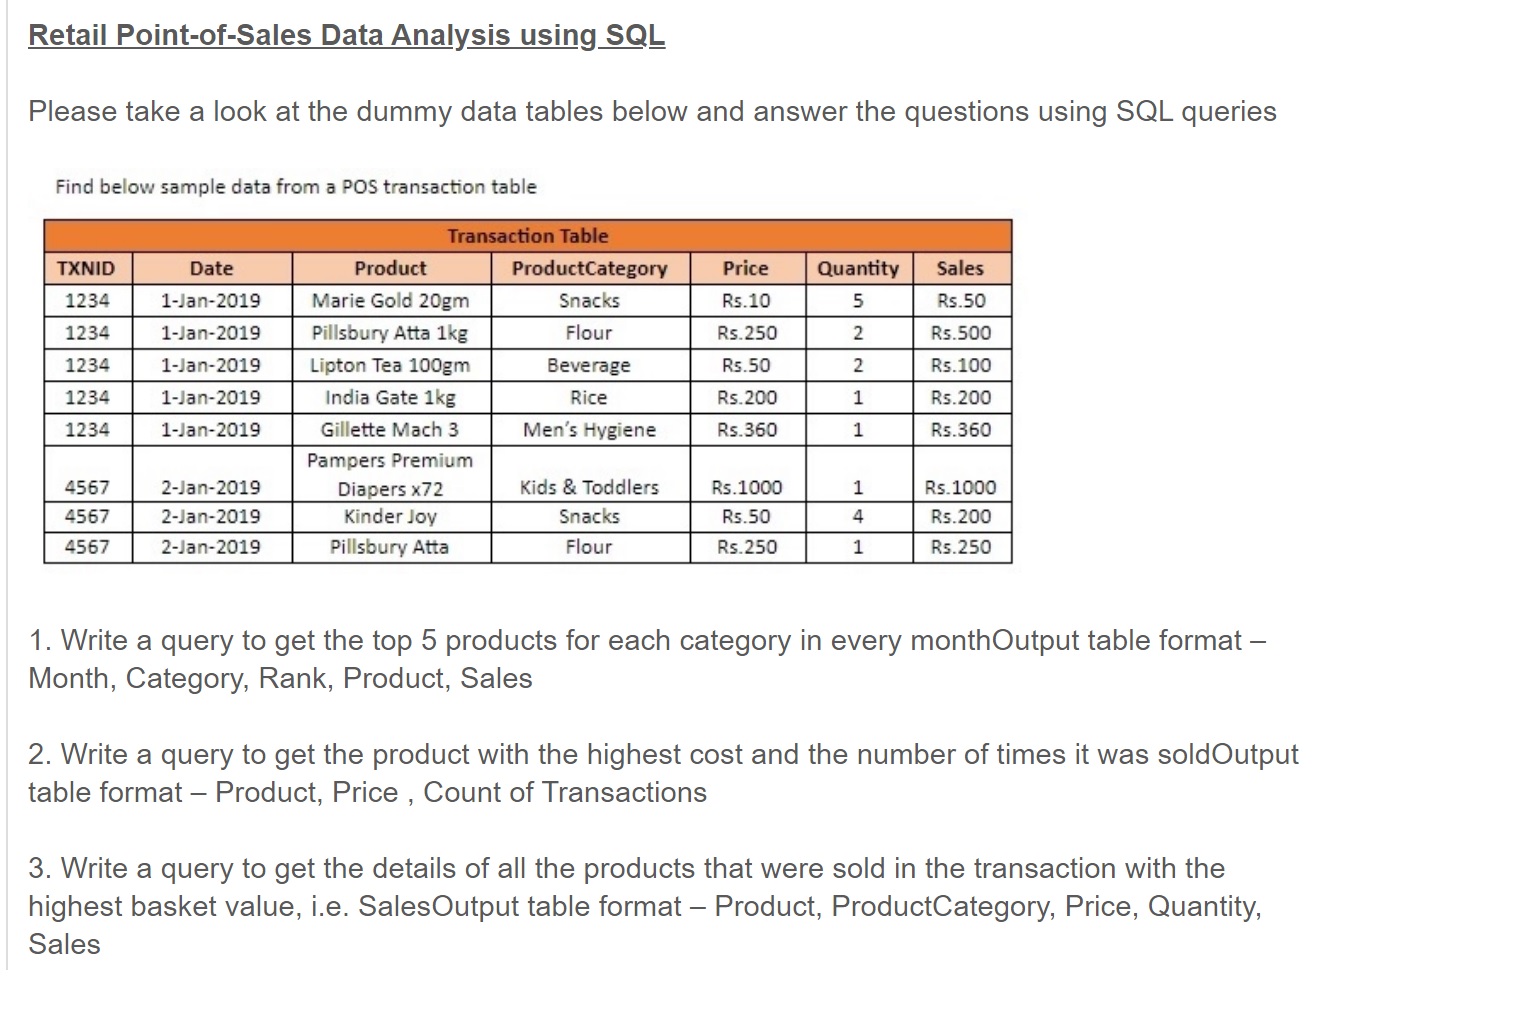 Retail Point-of-Sales Data Analysis using SQL
Please take a look at the dummy data tables below and answer the questions using SQL queries
Find below sample data from a POS transaction table
Transaction Table
TXNID Date Product ProductCategory Price Quantity Sales
1234 1-Jan-2019 Marie Gold 20gm Snacks Rs.10 5 Rs.50
1234 1-Jan-2019 Pillsbury Atta 1kg Flour Rs.250 2 Rs.500
1234 1-Jan-2019 Lipton Tea 100gm Beverage Rs.50 2 Rs.100
1234 1-Jan-2019 India Gate 1kg Rice Rs.200 1 Rs.200
1234 1-Jan-2019 Gillette Mach 3 Men's Hygiene Rs.360 1 Rs.360
Pampers Premium
4567 2-Jan-2019 Diapers x72 Kids & Toddlers Rs.1000 1 Rs.1000
4567 2-Jan-2019 Kinder Joy Snacks Rs.50 4 Rs.200
4567 2-Jan-2019 Pillsbury Atta Flour Rs.250 1 Rs.250
1. Write a query to get the top 5 products for each category in every monthOutput table format –
Month, Category, Rank, Product, Sales
2. Write a query to get the product with the highest cost and the number of times it was soldOutput
table format – Product, Price , Count of Transactions
3. Write a query to get the details of all the products that were sold in the transaction with the
highest basket value, i.e. SalesOutput table format – Product, ProductCategory, Price, Quantity,
Sales